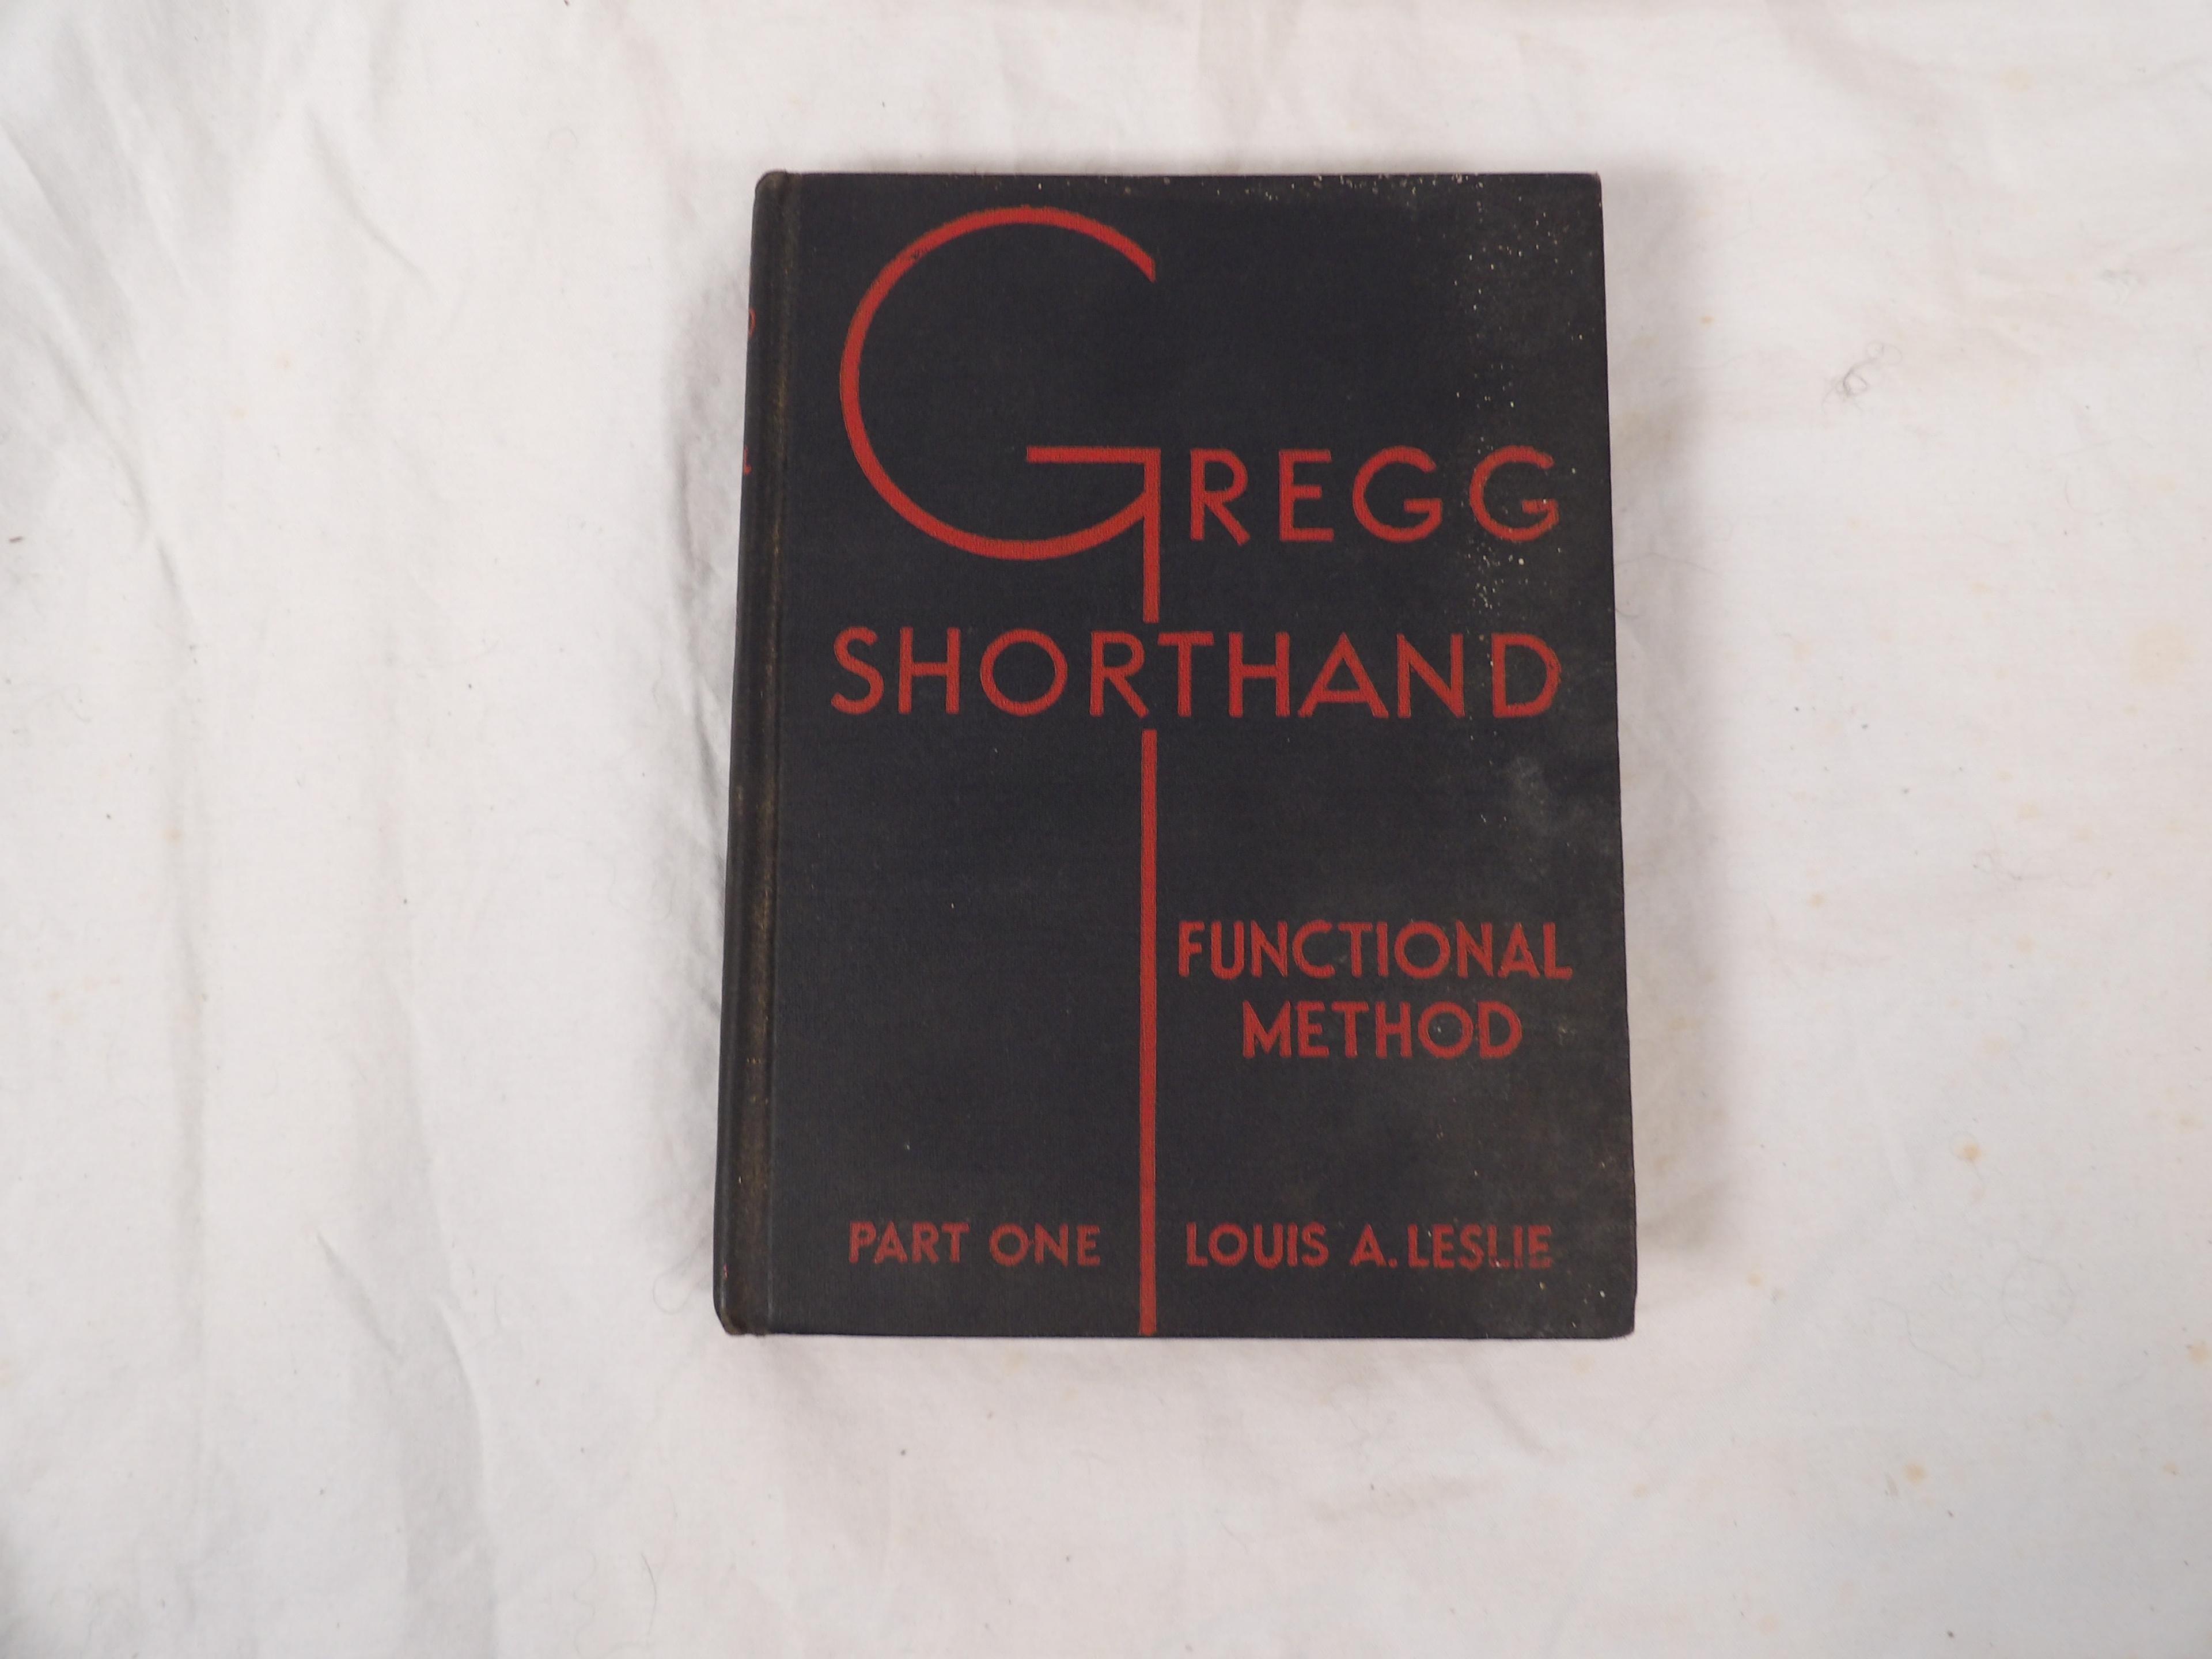 GREGG
SHORTHAND
FUNCTIONAL
METHOD
PART ONE LOUIS A. LESLIE